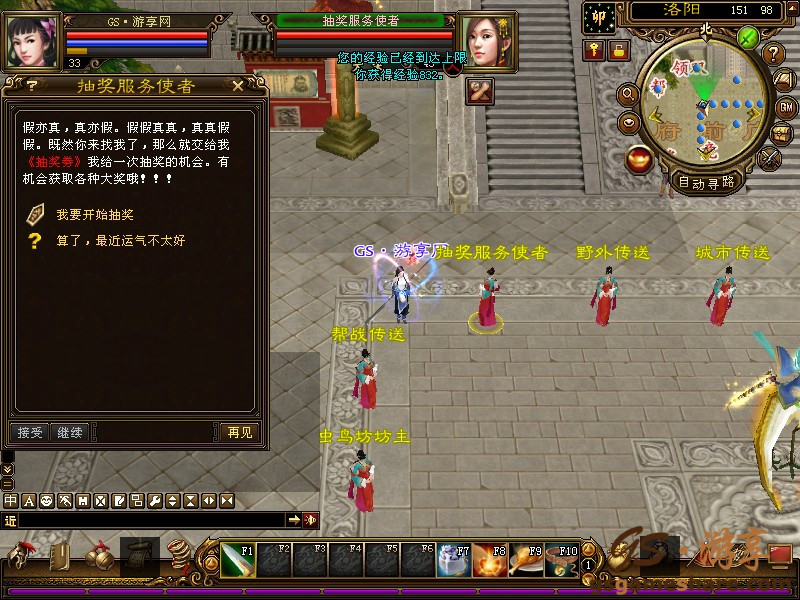 GS·游享网
33
抽奖服务使者
您的经验已经到达上限
你获得经验832。
卯
洛阳
151 98
北
GM
自动寻路
抽奖服务使者
假亦真，真亦假。假假真真，真真假
假。既然你来找我了，那么就交给我
《抽奖券》我给一次抽奖的机会。有
机会获取各种大奖哦！！！
我要开始抽奖
算了，最近运气不太好
接受
继续
再见
抽奖服务使者
野外传送
城市传送
帮战传送
虫鸟坊坊主
中
A
近
F1
F2
F3
F4
F5
F6
F7
F8
F9
F10
1
GS·游享